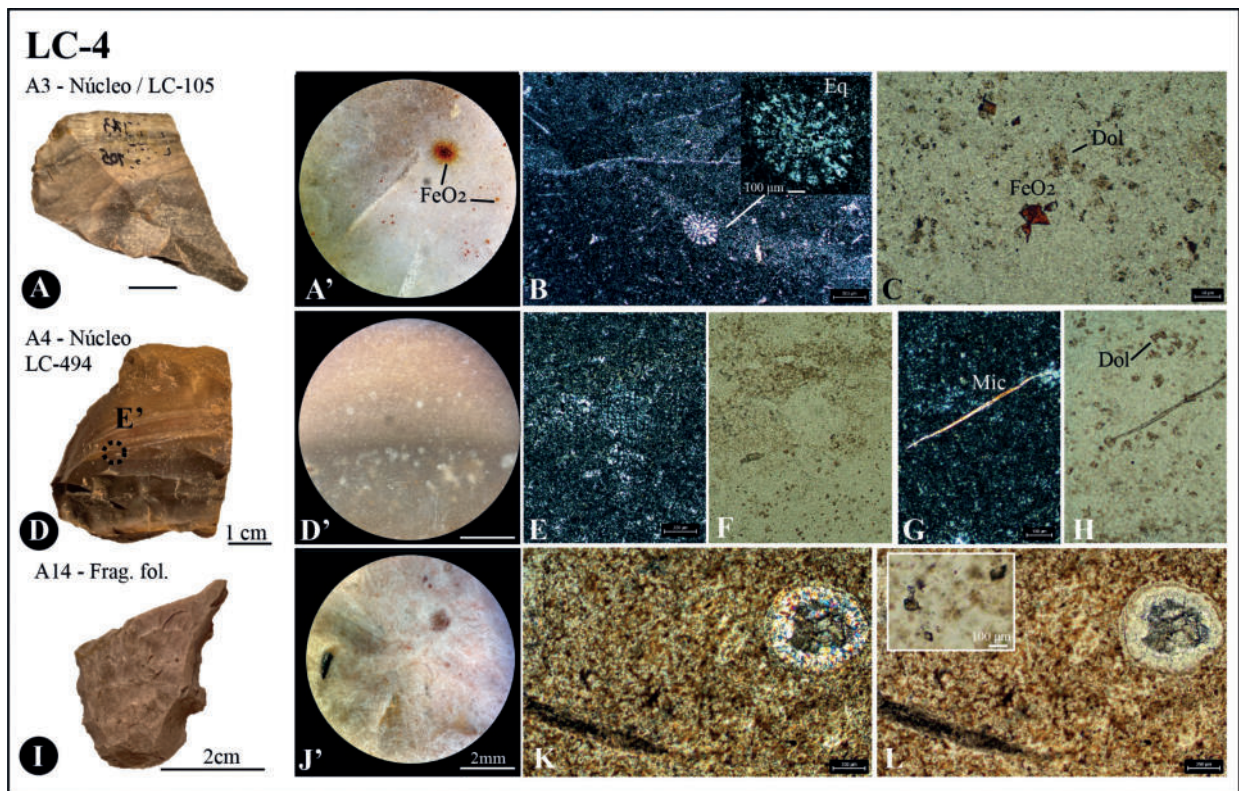 LC-4
A3 - Núcleo / LC-105
A
A'
FeO2
B
Eq
100 µm
C
Dol
FeO2
A4 - Núcleo
LC-494
E'
D
1 cm
D'
E
F
G
Mic
H
Dol
A14 - Frag. fol.
I
2cm
J'
2mm
K
L
100 µm